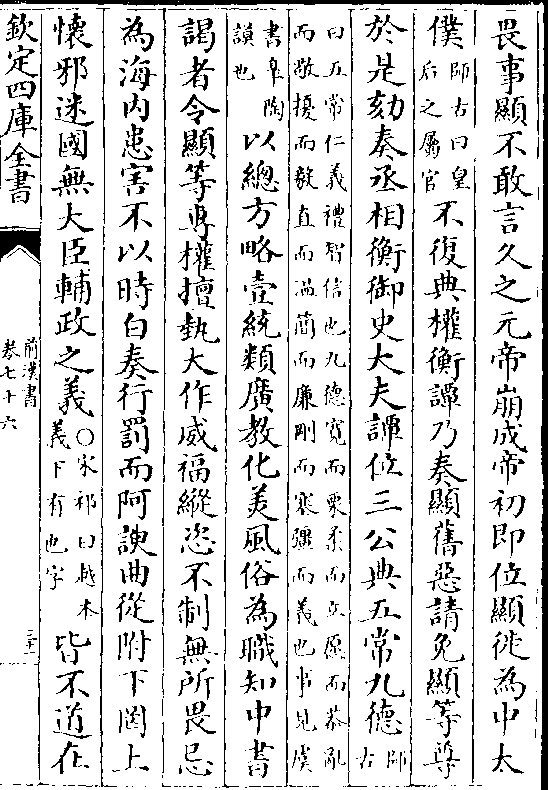 畏事顯不敢言久之元帝崩成帝初即位顯徙為中太
僕師古曰皇后之屬官不復典權衡譚乃奏顯舊惡請免顯等尊
於是劾奏丞相衡御史大夫譚位三公典五常九德師古
曰五常仁義禮智信也九德寬而栗柔而立愿而恭亂
而敬擾而毅直而溫簡而廉剛而塞彊而義也事見虞
書臯陶謨也以總方略壹統類廣教化美風俗為職知中書
謁者令顯等專權擅埶大作威福縱恣不制無所畏忌
為海内患害不以時白奏行罰而阿諛曲從附下罔上
懷邪迷國無大臣輔政之義○宋祁曰越本義下有也字皆不道在
欽定四庫全書
前漢書
卷七十六